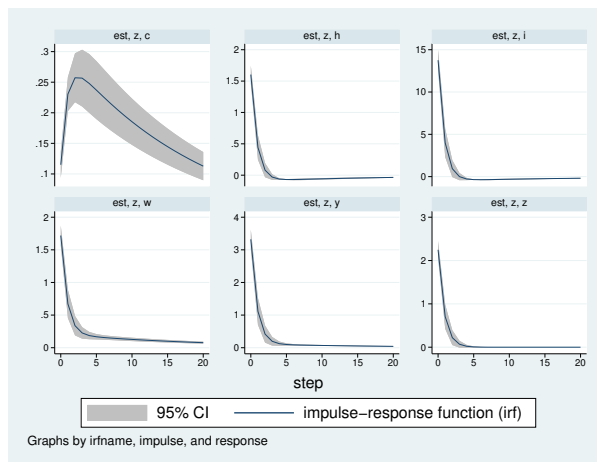 est, z, c
est, z, h
est, z, i
.3
.25
.2
.15
.1
2
1.5
1
.5
0
15
10
5
0
est, z, w
est, z, y
est, z, z
2
1.5
1
.5
0
4
3
2
1
0
3
2
1
0
0 5 10 15 20
0 5 10 15 20
0 5 10 15 20
step
95% CI
impulse−response function (irf)
Graphs by irfname, impulse, and response